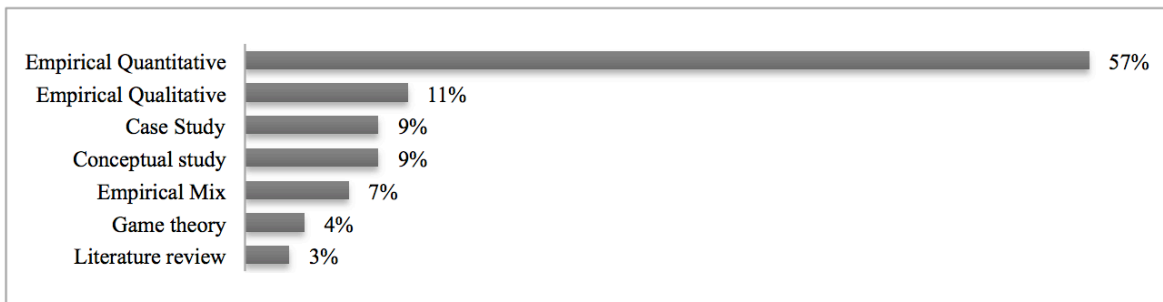 Empirical Quantitative 57%
Empirical Qualitative 11%
Case Study 9%
Conceptual study 9%
Empirical Mix 7%
Game theory 4%
Literature review 3%